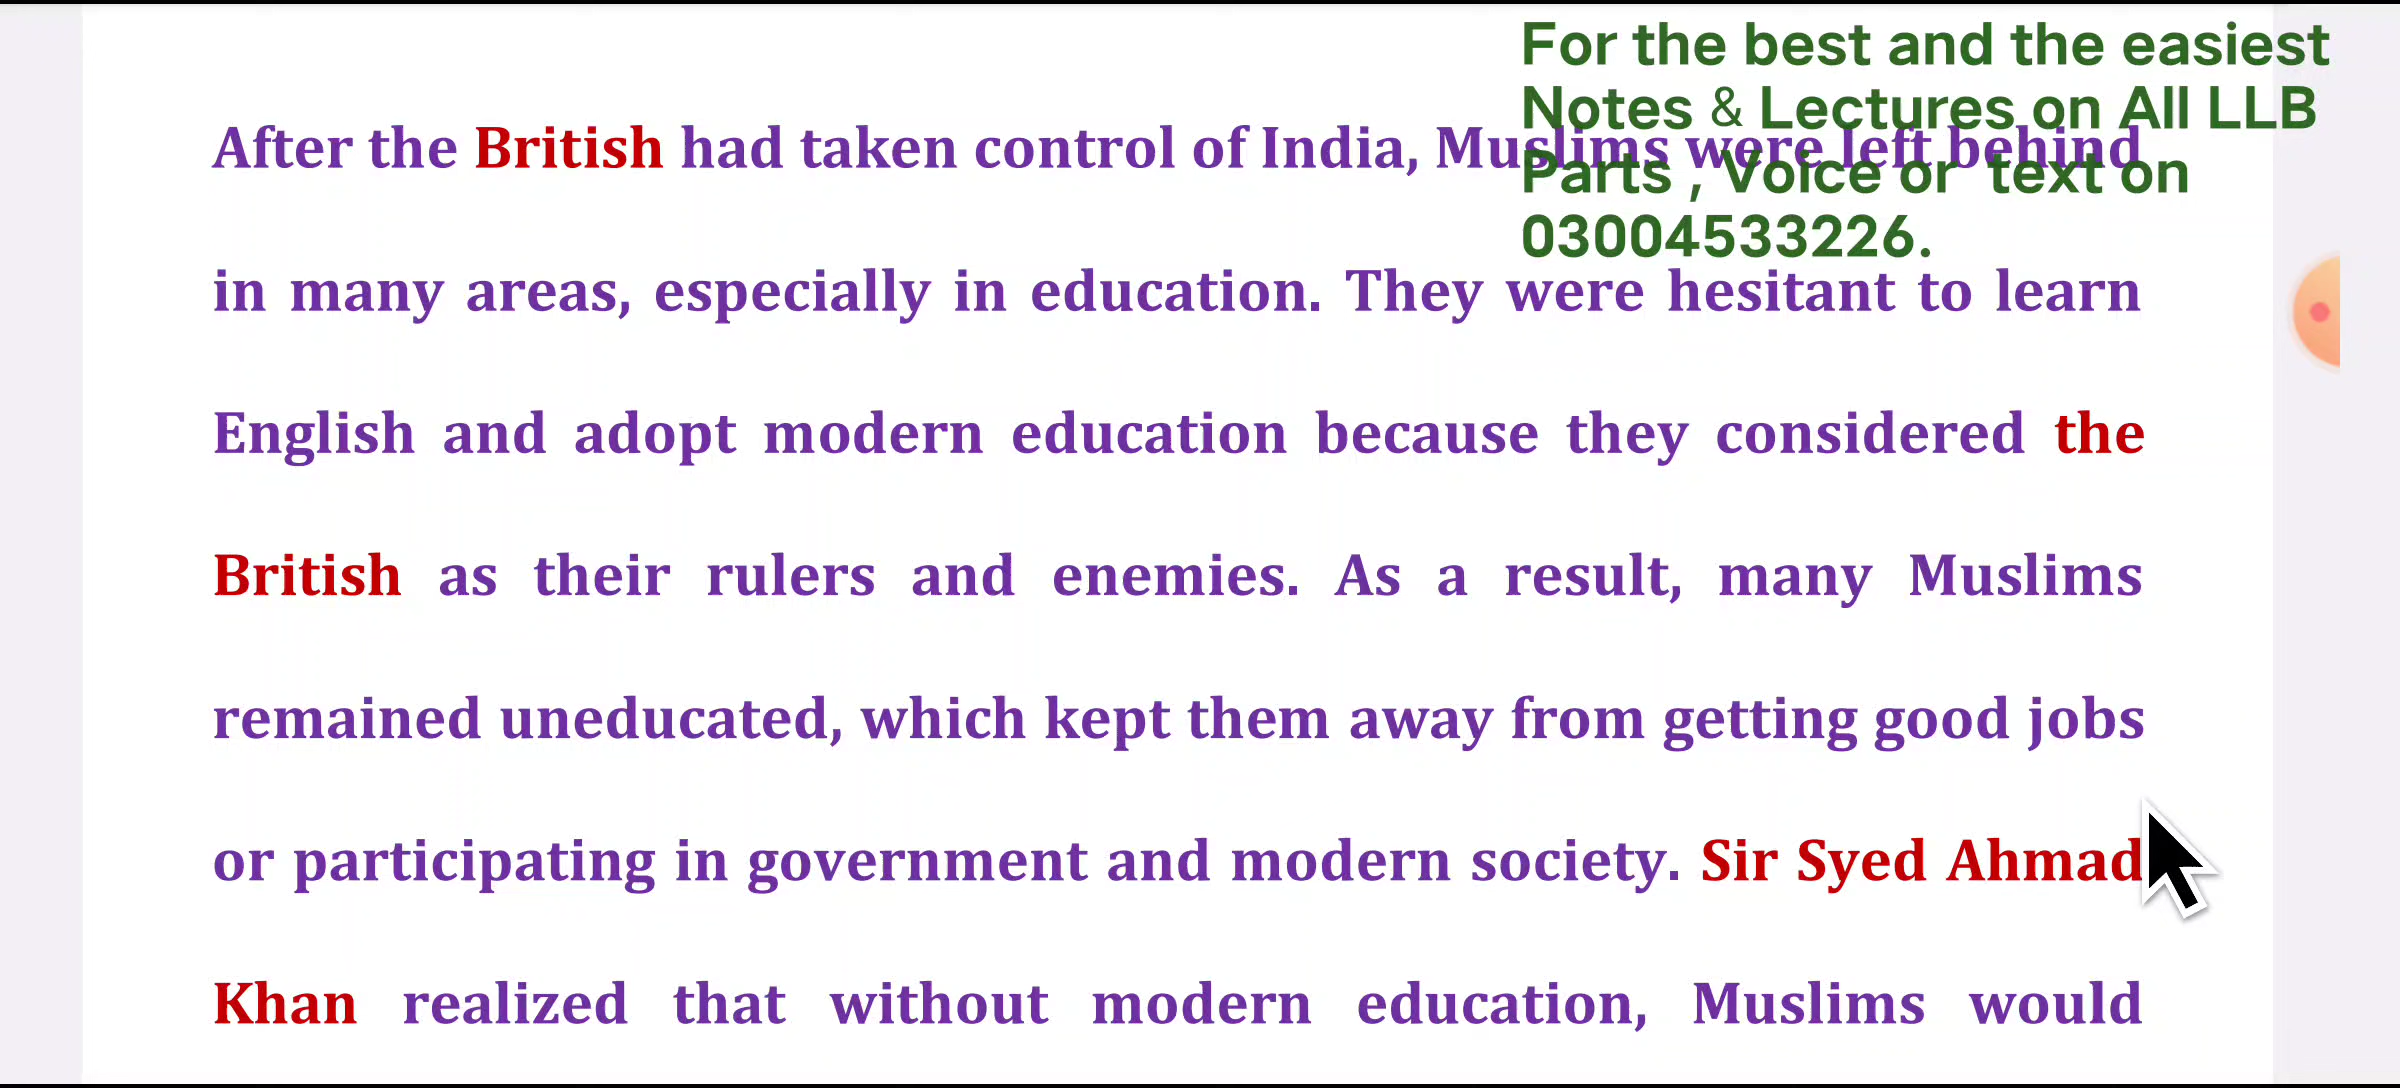 For the best and the easiest
Notes & Lectures on All LLB
Parts , Voice or text on
03004533226.
After the British had taken control of India, Muslims were left behind
in many areas, especially in education. They were hesitant to learn
English and adopt modern education because they considered the
British as their rulers and enemies. As a result, many Muslims
remained uneducated, which kept them away from getting good jobs
or participating in government and modern society. Sir Syed Ahmad
Khan realized that without modern education, Muslims would